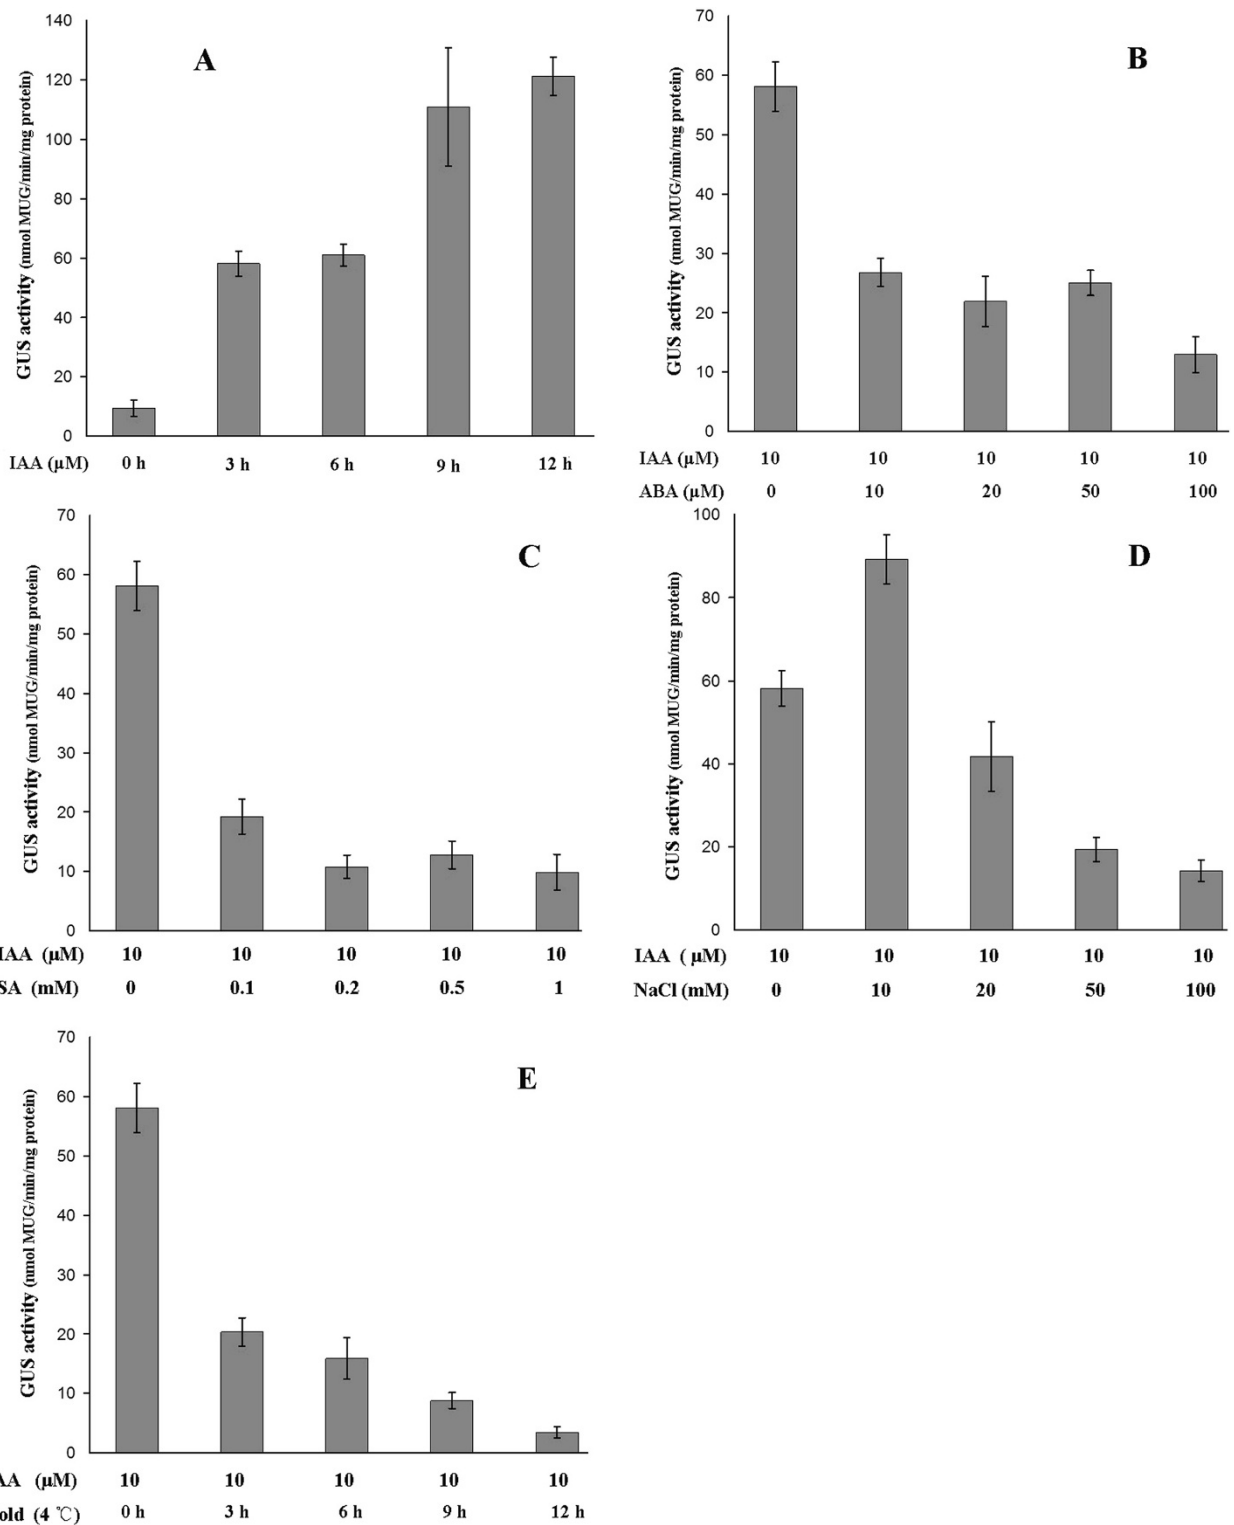 A
GUS activity (nmol MUG/min/mg protein)
140
120
100
80
60
40
20
0
IAA (µM) 0 h 3 h 6 h 9 h 12 h
B
GUS activity (nmol MUG/min/mg protein)
70
60
50
40
30
20
10
0
IAA (µM) 10 10 10 10 10
ABA (µM) 0 10 20 50 100
C
GUS activity (nmol MUG/min/mg protein)
70
60
50
40
30
20
10
0
IAA (µM) 10 10 10 10 10
SA (mM) 0 0.1 0.2 0.5 1
D
GUS activity (nmol MUG/min/mg protein)
100
80
60
40
20
0
IAA ( µM) 10 10 10 10 10
NaCl (mM) 0 10 20 50 100
E
GUS activity (nmol MUG/min/mg protein)
70
60
50
40
30
20
10
0
AA (µM) 10 10 10 10 10
old (4 ℃) 0 h 3 h 6 h 9 h 12 h